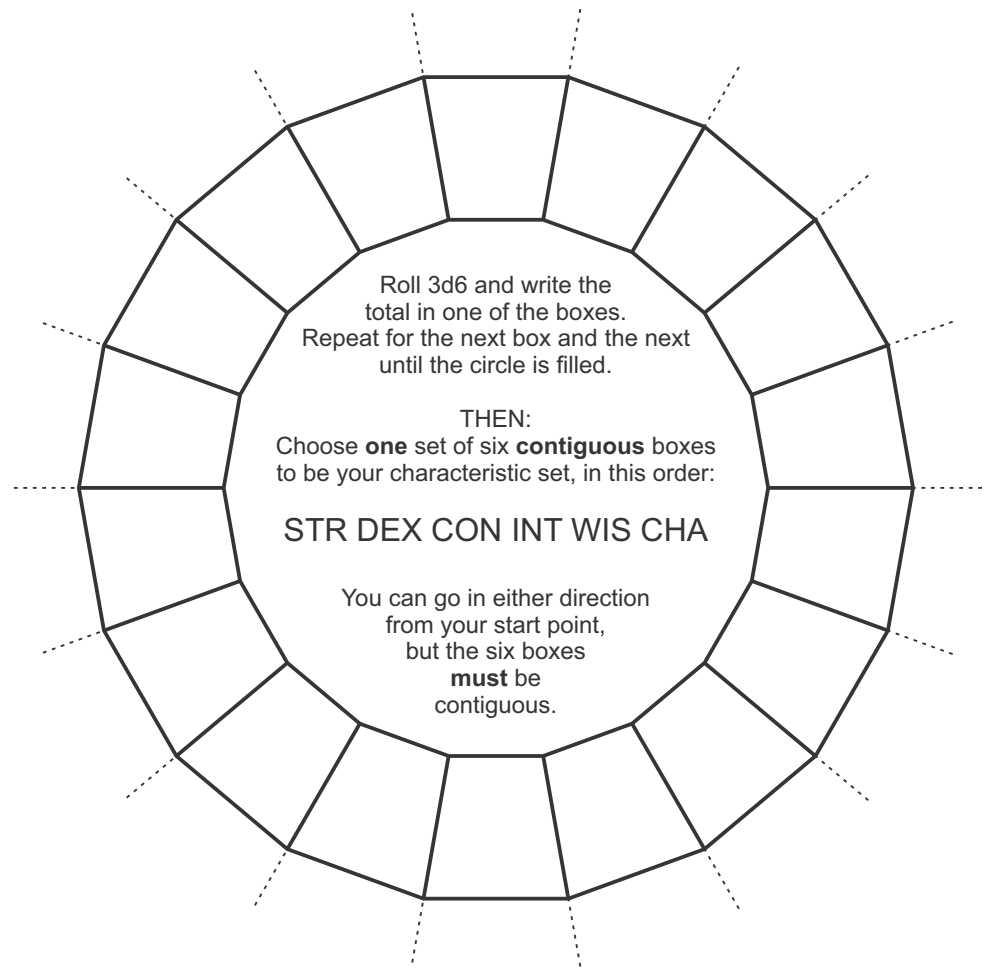 Roll 3d6 and write the
total in one of the boxes.
Repeat for the next box and the next
until the circle is filled.
THEN:
Choose one set of six contiguous boxes
to be your characteristic set, in this order:
STR DEX CON INT WIS CHA
You can go in either direction
from your start point,
but the six boxes
must be
contiguous.